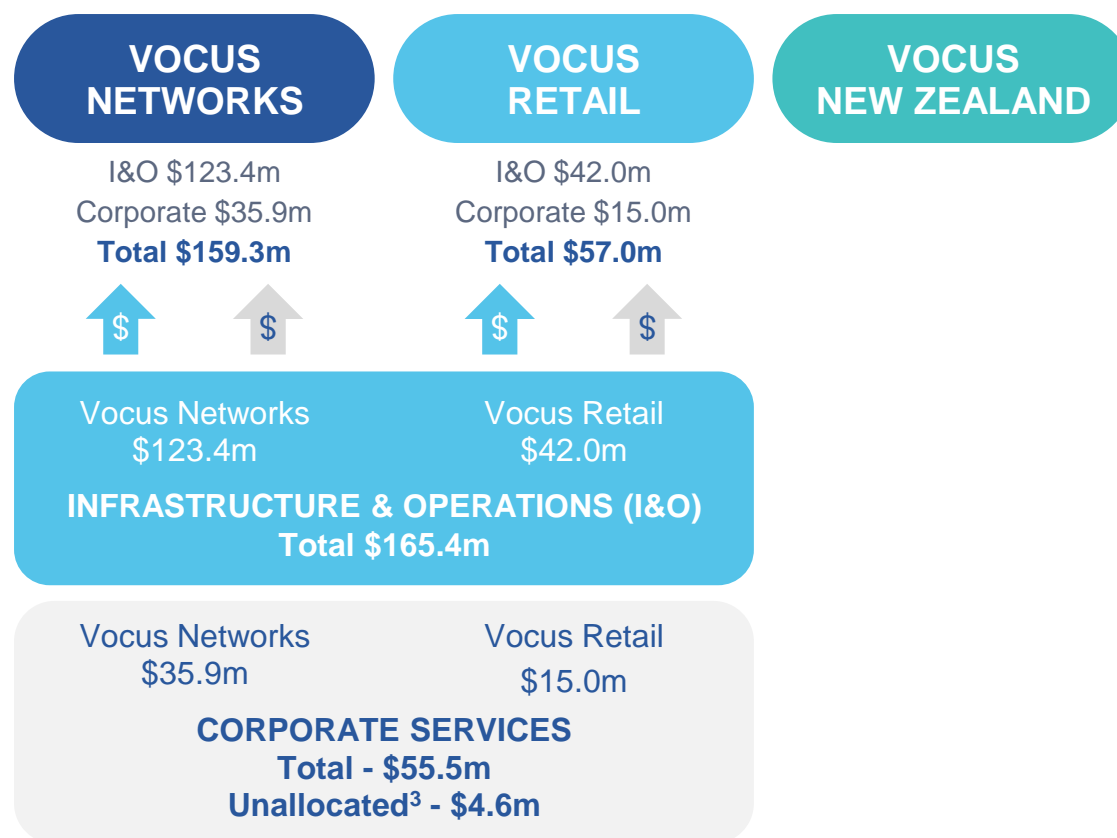 VOCUS
NETWORKS
VOCUS
RETAIL
VOCUS
NEW ZEALAND
I&O $123.4m
Corporate $35.9m
Total $159.3m
I&O $42.0m
Corporate $15.0m
Total $57.0m
$
$
$
$
Vocus Networks
$123.4m
Vocus Retail
$42.0m
INFRASTRUCTURE & OPERATIONS (I&O)
Total $165.4m
Vocus Networks
$35.9m
Vocus Retail
$15.0m
CORPORATE SERVICES
Total - $55.5m
Unallocated³ - $4.6m